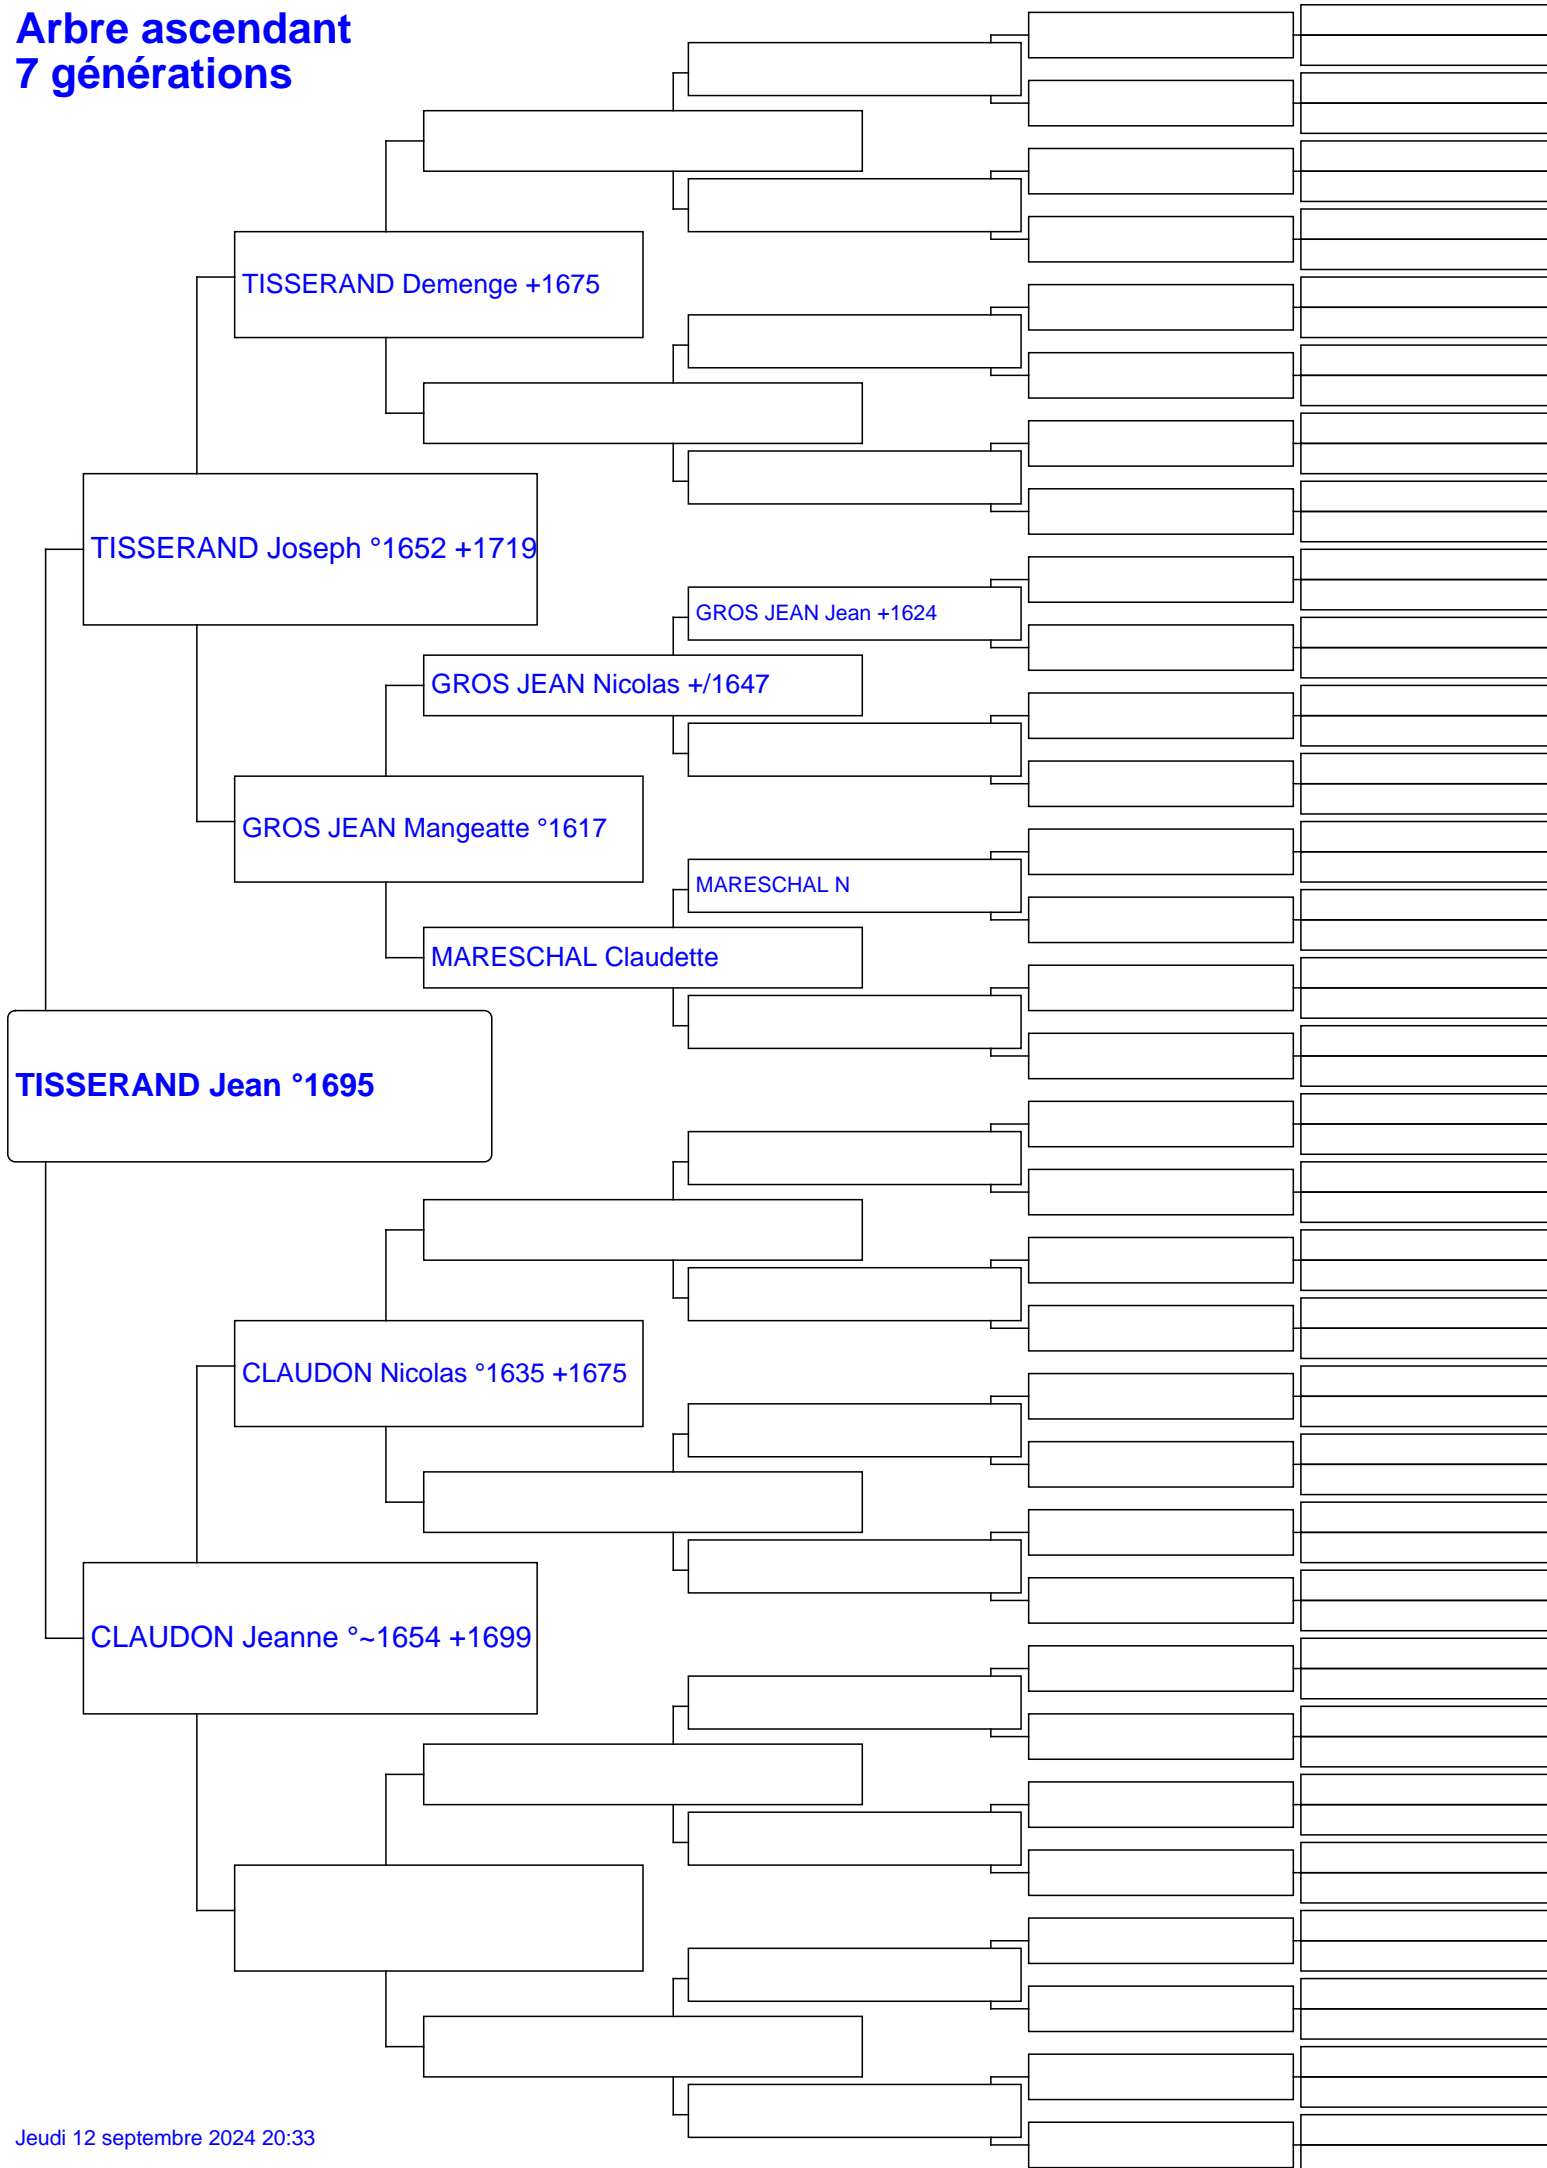 Arbre ascendant
7 générations
TISSERAND Demenge +1675
TISSERAND Joseph °1652 +1719
GROS JEAN Jean +1624
GROS JEAN Nicolas +/1647
GROS JEAN Mangeatte °1617
MARESCHAL N
MARESCHAL Claudette
TISSERAND Jean °1695
CLAUDON Nicolas °1635 +1675
CLAUDON Jeanne °~1654 +1699
Jeudi 12 septembre 2024 20:33